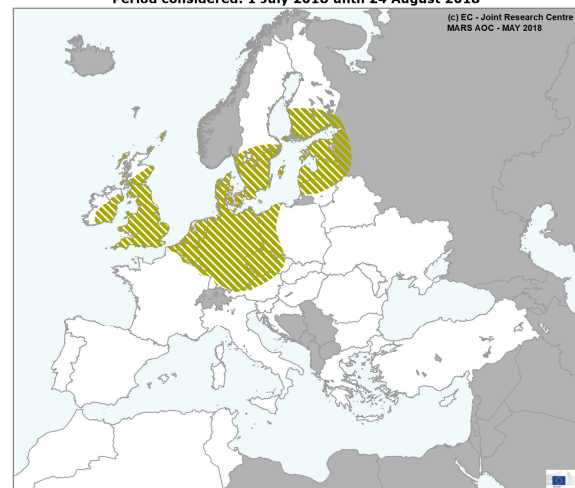 Period considered: 1 July 2018 until 24 August 2018
(c) EC - Joint Research Centre
MARS AOC - MAY 2018